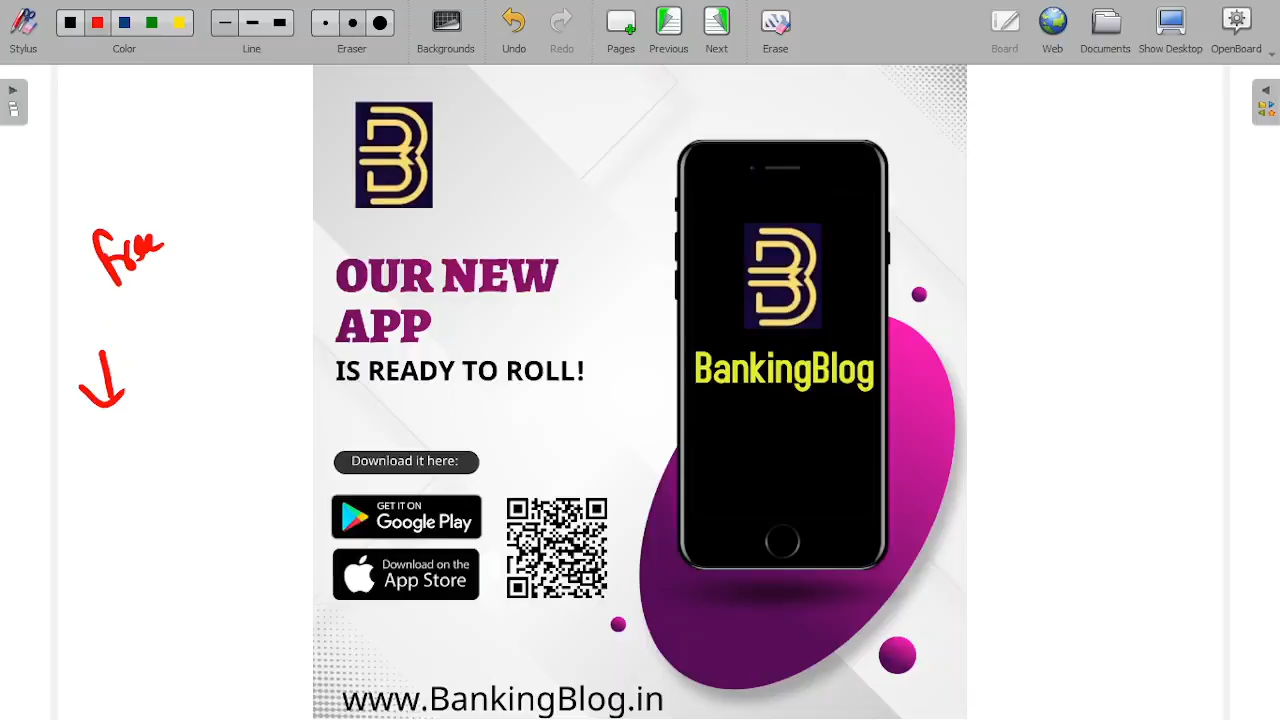 Stylus
Color
Line
Eraser
Backgrounds
Undo
Redo
Pages
Previous
Next
Erase
Board
Web
Documents
Show Desktop
OpenBoard
free
OUR NEW
APP
IS READY TO ROLL!
BankingBlog
Download it here:
GET IT ON
Google Play
Download on the
App Store
www.BankingBlog.in